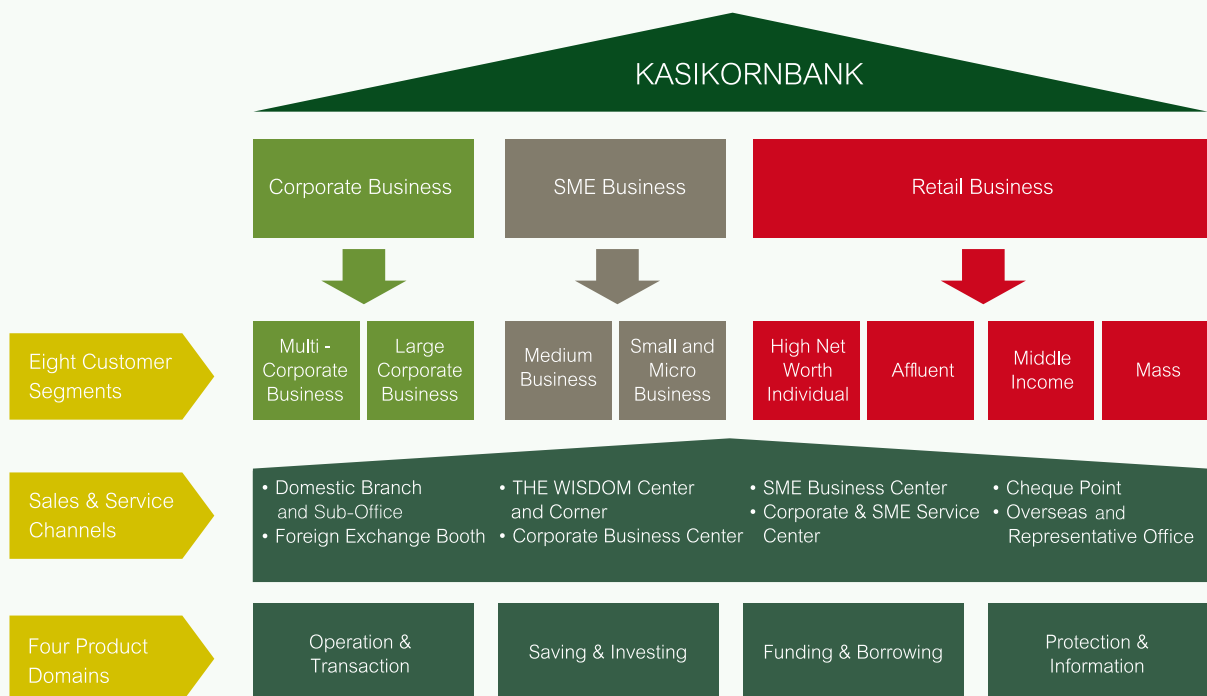 KASIKORNBANK
Corporate Business
SME Business
Retail Business
Eight Customer
Segments
Multi -
Corporate
Business
Large
Corporate
Business
Medium
Business
Small and
Micro
Business
High Net
Worth
Individual
Affluent
Middle
Income
Mass
Sales & Service
Channels
• Domestic Branch
and Sub-Office
• Foreign Exchange Booth
• THE WISDOM Center
and Corner
• Corporate Business Center
• SME Business Center
• Corporate & SME Service
Center
• Cheque Point
• Overseas and
Representative Office
Four Product
Domains
Operation &
Transaction
Saving & Investing
Funding & Borrowing
Protection &
Information